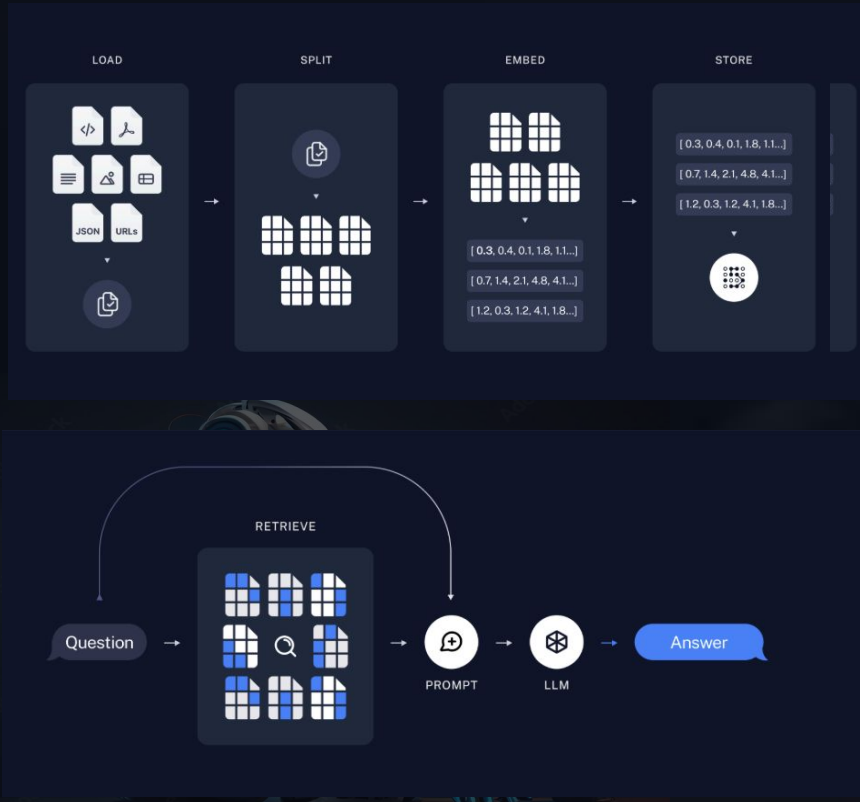 LOAD
SPLIT
EMBED
STORE
</>
JSON
URLs
[ 0.3, 0.4, 0.1, 1.8, 1.1...]
[ 0.7, 1.4, 2.1, 4.8, 4.1...]
[ 1.2, 0.3, 1.2, 4.1, 1.8...]
[ 0.3, 0.4, 0.1, 1.8, 1.1...]
[ 0.7, 1.4, 2.1, 4.8, 4.1...]
[ 1.2, 0.3, 1.2, 4.1, 1.8...]
RETRIEVE
Question
PROMPT
LLM
Answer